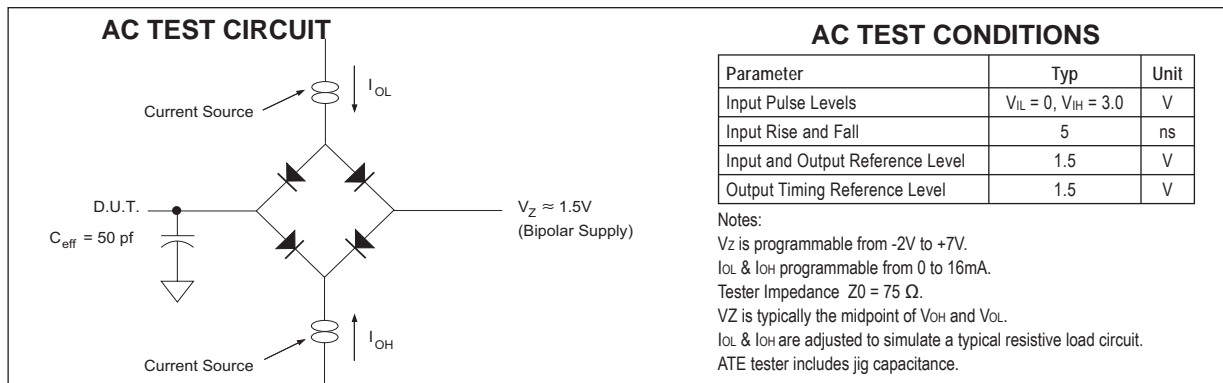 AC TEST CIRCUIT
I_OL
Current Source
D.U.T.
C_eff = 50 pf
V_Z ≈ 1.5V
(Bipolar Supply)
I_OH
Current Source
AC TEST CONDITIONS
Parameter Typ Unit
Input Pulse Levels VIL = 0, VIH = 3.0 V
Input Rise and Fall 5 ns
Input and Output Reference Level 1.5 V
Output Timing Reference Level 1.5 V
Notes:
VZ is programmable from -2V to +7V.
IOL & IOH programmable from 0 to 16mA.
Tester Impedance Z0 = 75 Ω.
VZ is typically the midpoint of VOH and VOL.
IOL & IOH are adjusted to simulate a typical resistive load circuit.
ATE tester includes jig capacitance.